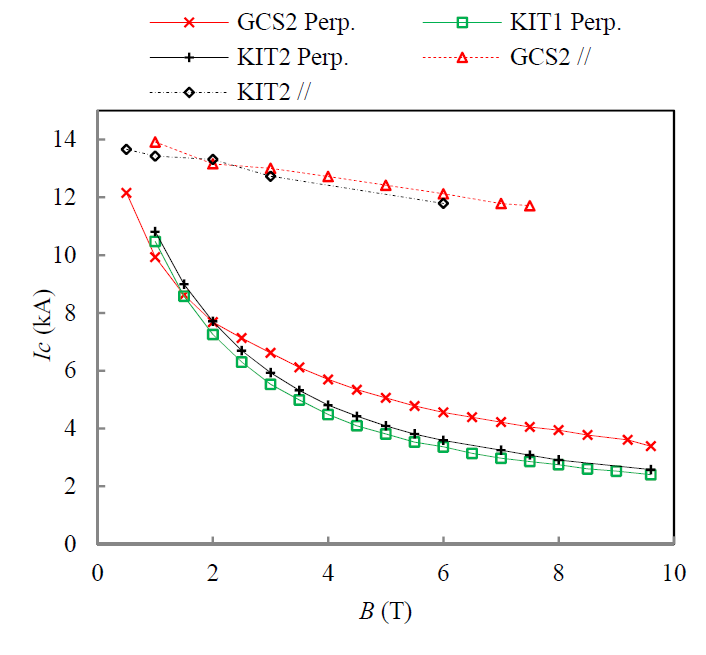 GCS2 Perp. KIT1 Perp.
KIT2 Perp. GCS2 //
KIT2 //
14
12
10
8
6
4
2
0
Ic (kA)
0 2 4 6 8 10
B (T)